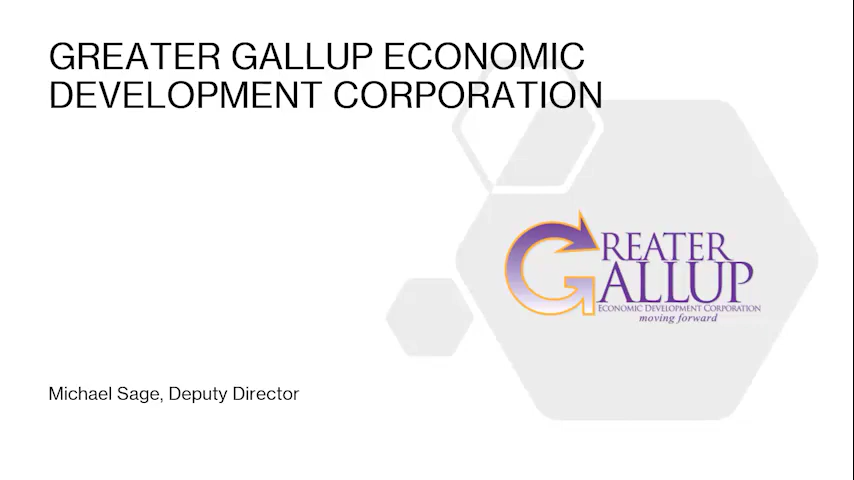 GREATER GALLUP ECONOMIC
DEVELOPMENT CORPORATION
GREATER
GALLUP
ECONOMIC DEVELOPMENT CORPORATION
moving forward
Michael Sage, Deputy Director